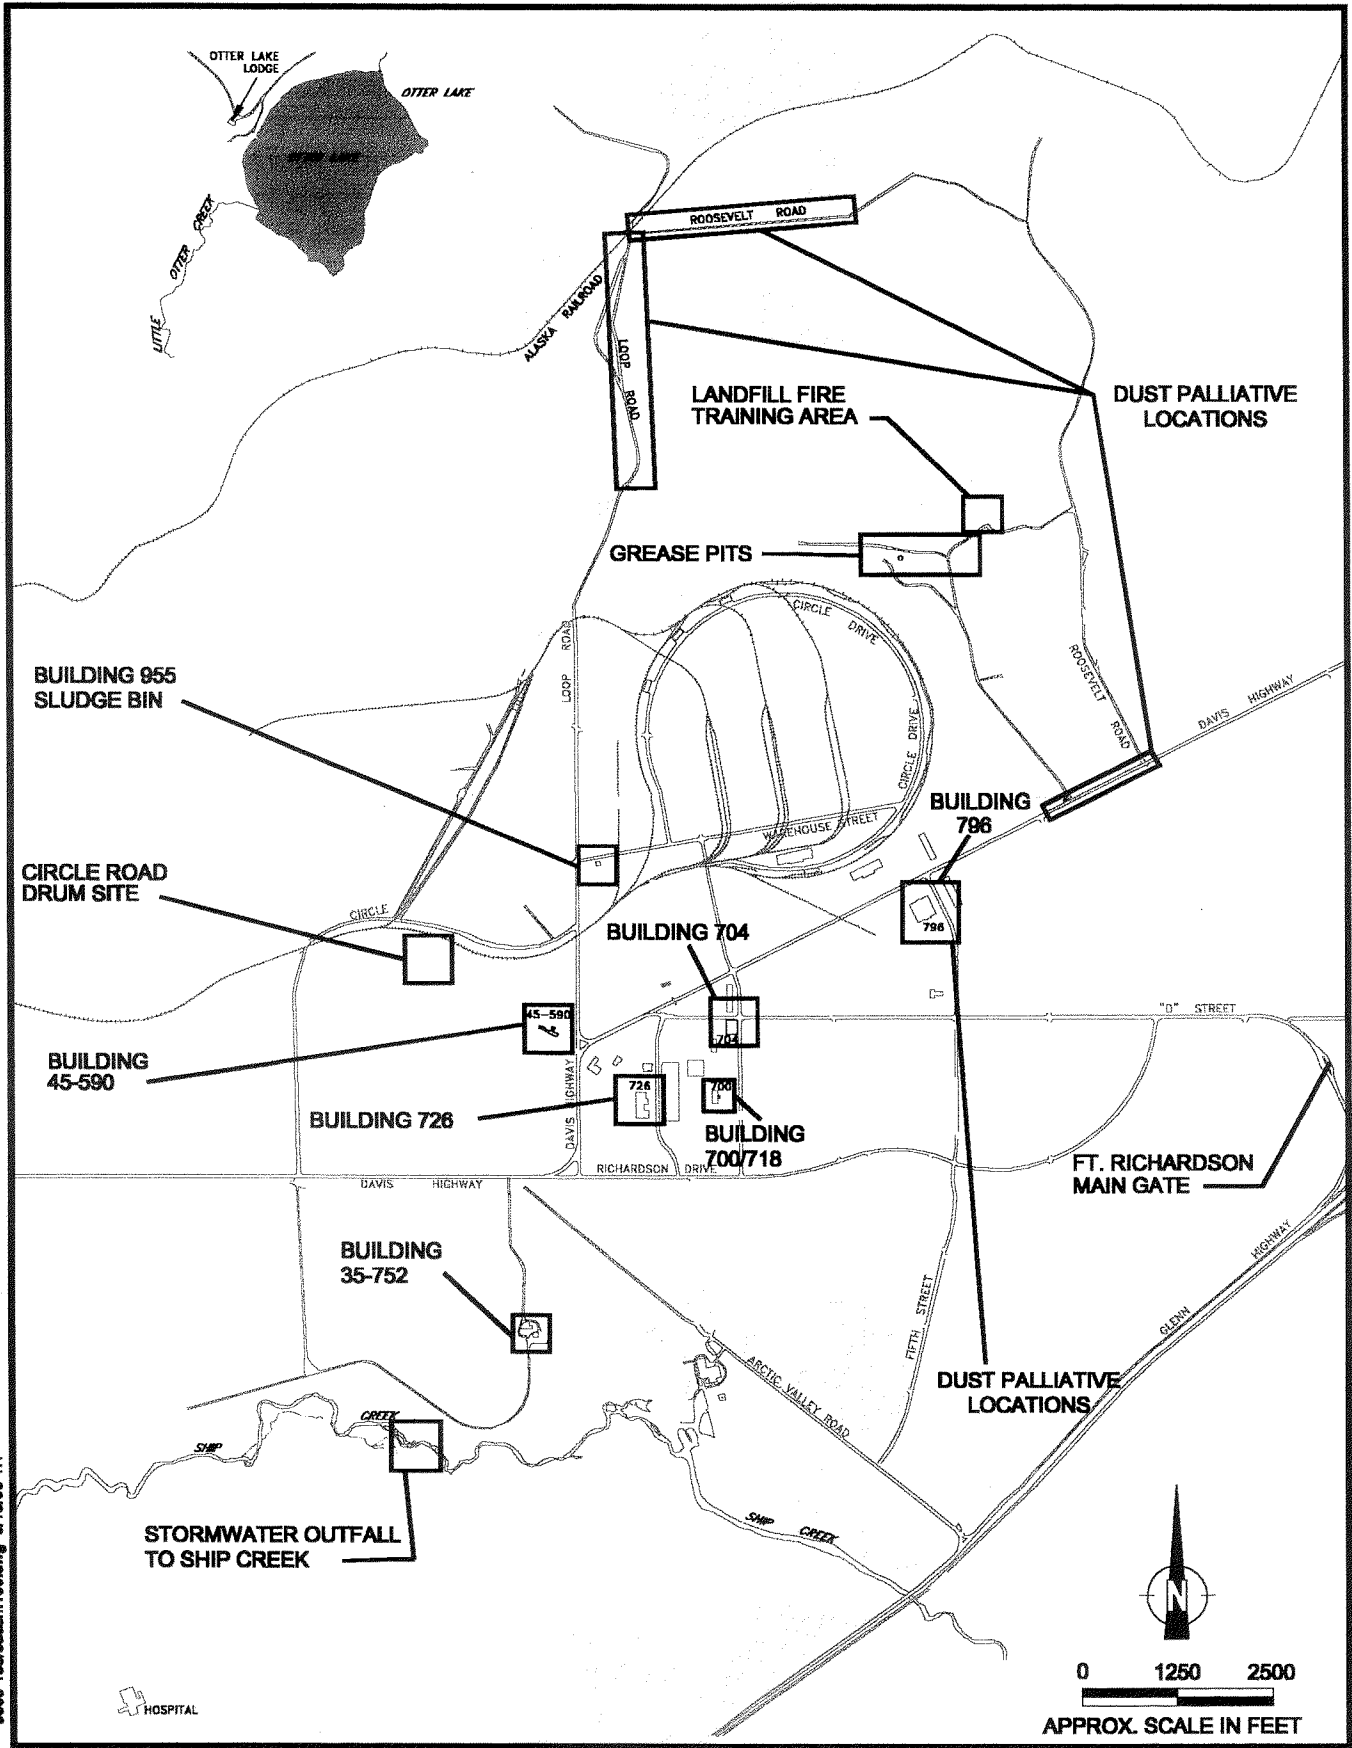 OTTER LAKE
LODGE
OTTER LAKE
LITTLE OTTER CREEK
ROOSEVELT ROAD
ALASKA RAILROAD
LOOP ROAD
LANDFILL FIRE
TRAINING AREA
DUST PALLIATIVE
LOCATIONS
GREASE PITS
CIRCLE DRIVE
LOOP ROAD
BUILDING 955
SLUDGE BIN
ROOSEVELT ROAD
DAVIS HIGHWAY
CIRCLE DRIVE
BUILDING
796
WAREHOUSE STREET
CIRCLE ROAD
DRUM SITE
CIRCLE
796
BUILDING 704
45-590
704
"D" STREET
BUILDING
45-590
DAVIS HIGHWAY
726
700
BUILDING 726
BUILDING
700/718
RICHARDSON DRIVE
FT. RICHARDSON
MAIN GATE
DAVIS HIGHWAY
BUILDING
35-752
FIFTH STREET
GLENN HIGHWAY
ARCTIC VALLEY ROAD
DUST PALLIATIVE
LOCATIONS
SHIP CREEK
STORMWATER OUTFALL
TO SHIP CREEK
SHIP CREEK
N
HOSPITAL
0 1250 2500
APPROX. SCALE IN FEET